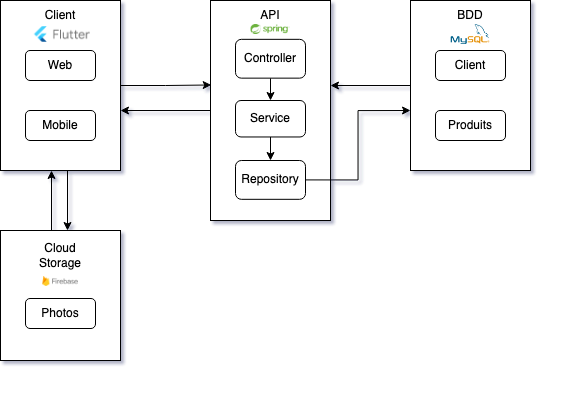 Client
Flutter
Web
Mobile
API
spring
Controller
Service
Repository
BDD
MySQL
Client
Produits
Cloud
Storage
Firebase
Photos